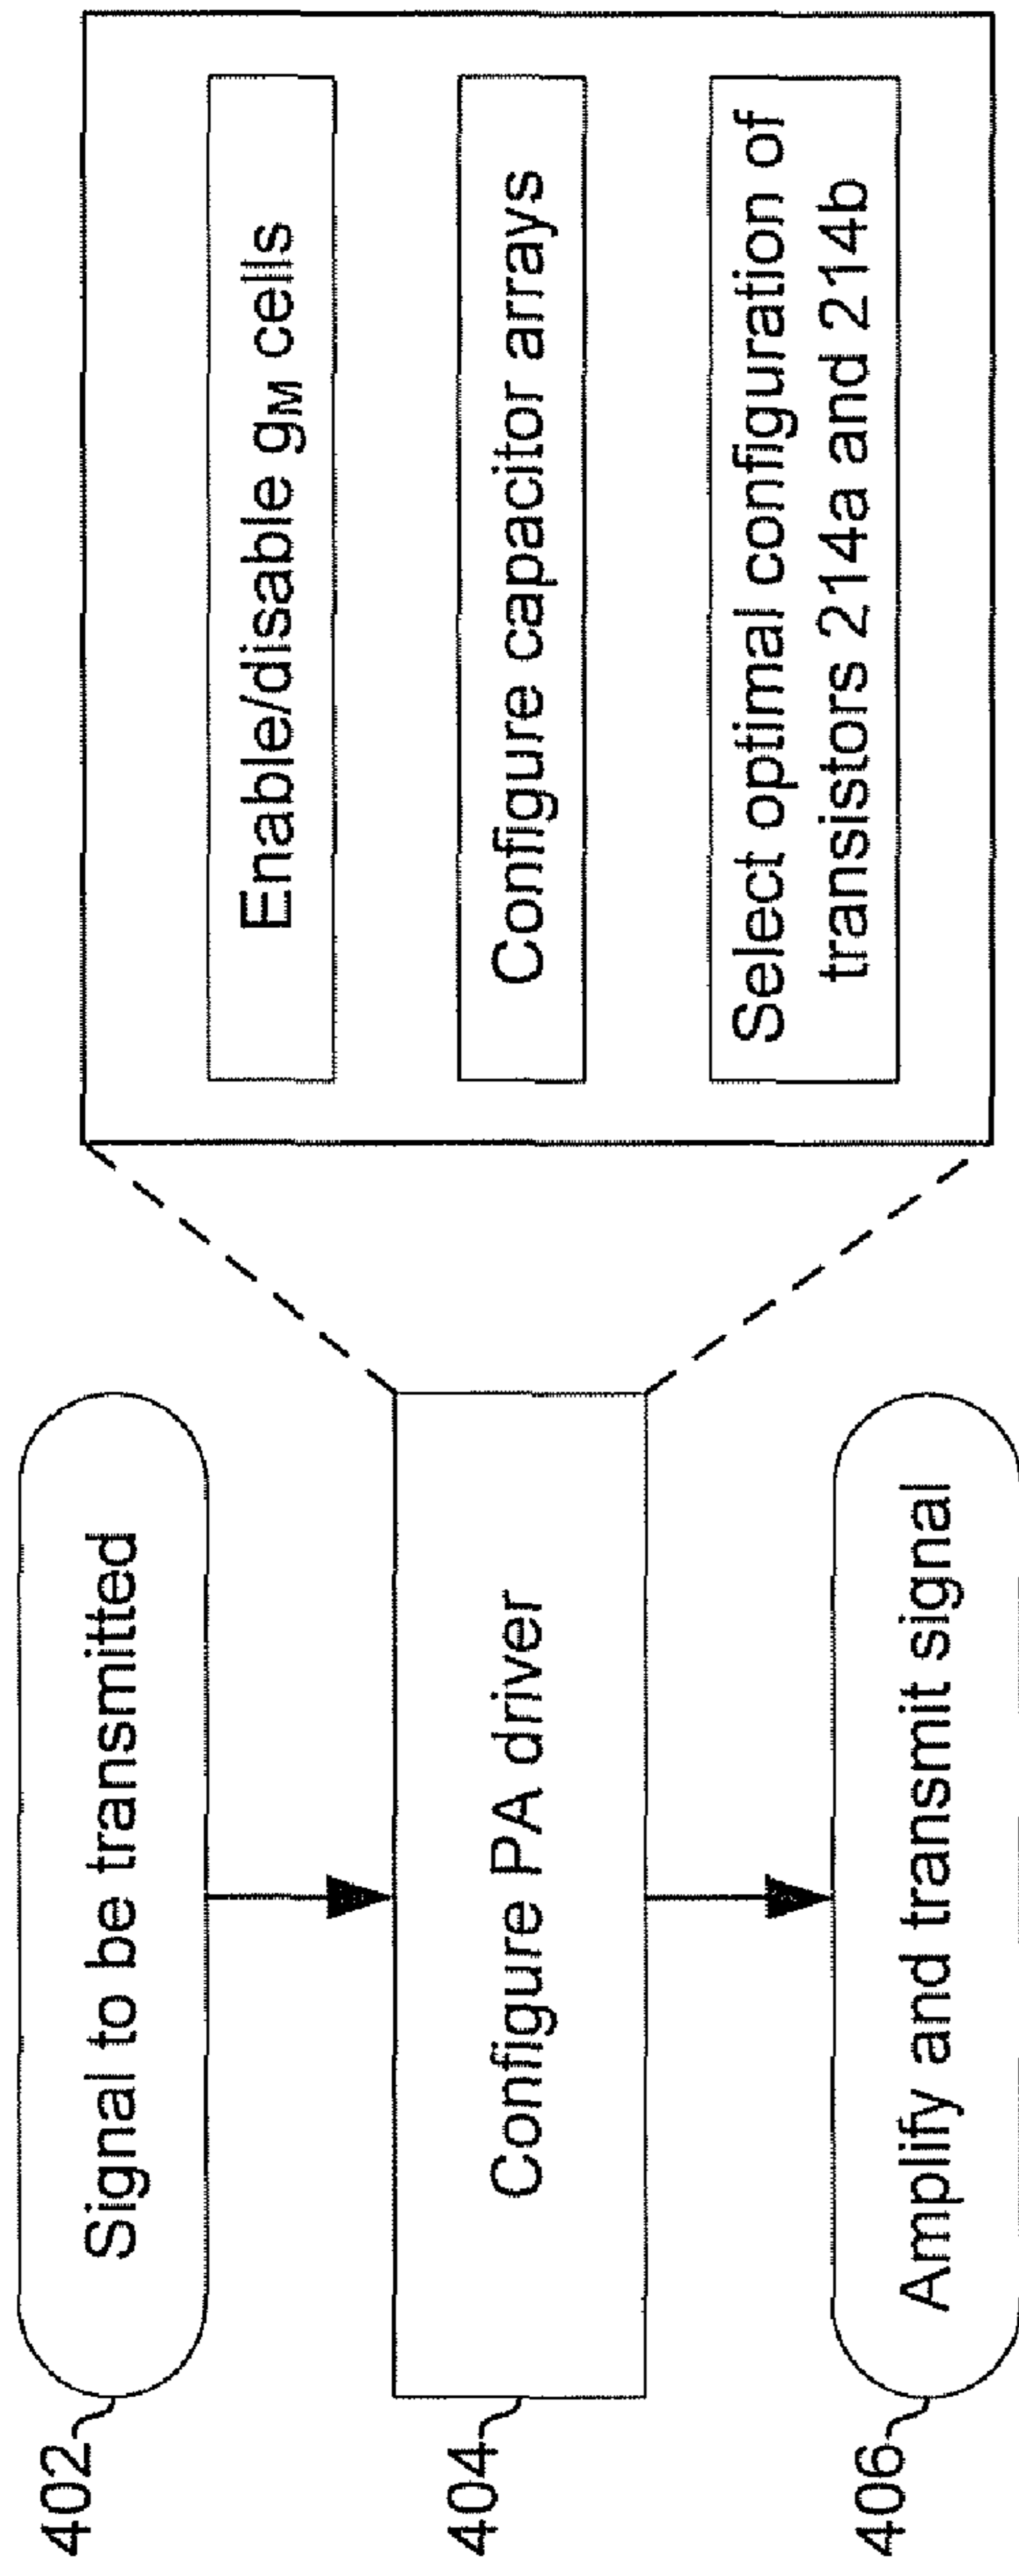 402
Signal to be transmitted
404
Configure PA driver
406
Amplify and transmit signal
Enable/disable gM cells
Configure capacitor arrays
Select optimal configuration of
transistors 214a and 214b